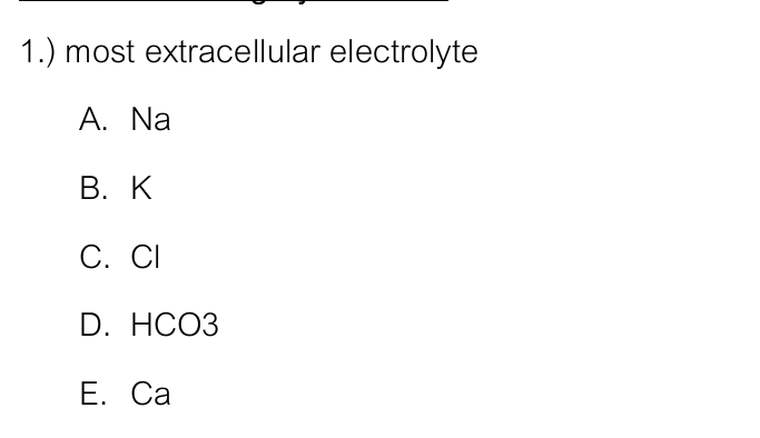 1.) most extracellular electrolyte
A. Na
B. K
C. Cl
D. HCO3
E. Ca